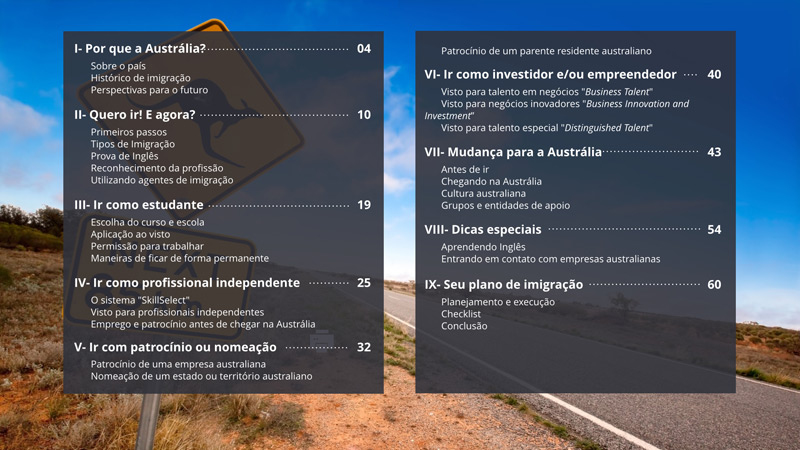 I- Por que a Austrália? 04
Sobre o país
Histórico de imigração
Perspectivas para o futuro
II- Quero ir! E agora? 10
Primeiros passos
Tipos de Imigração
Prova de Inglês
Reconhecimento da profissão
Utilizando agentes de imigração
III- Ir como estudante 19
Escolha do curso e escola
Aplicação ao visto
Permissão para trabalhar
Maneiras de ficar de forma permanente
IV- Ir como profissional independente 25
O sistema "SkillSelect"
Visto para profissionais independentes
Emprego e patrocínio antes de chegar na Austrália
V- Ir com patrocínio ou nomeação 32
Patrocínio de uma empresa australiana
Nomeação de um estado ou território australiano
Patrocínio de um parente residente australiano
VI- Ir como investidor e/ou empreendedor 40
Visto para talento em negócios "Business Talent"
Visto para negócios inovadores "Business Innovation and
Investment"
Visto para talento especial "Distinguished Talent"
VII- Mudança para a Austrália 43
Antes de ir
Chegando na Austrália
Cultura australiana
Grupos e entidades de apoio
VIII- Dicas especiais 54
Aprendendo Inglês
Entrando em contato com empresas australianas
IX- Seu plano de imigração 60
Planejamento e execução
Checklist
Conclusão